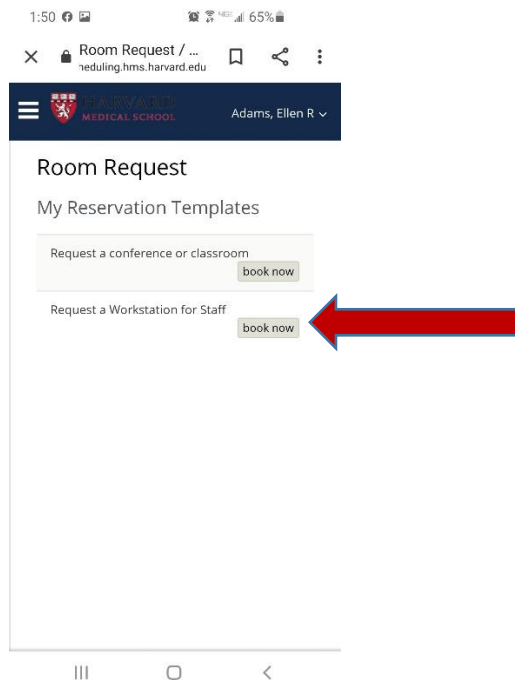 1:50 65%
Room Request / ...
heduling.hms.harvard.edu
HARVARD
MEDICAL SCHOOL
Adams, Ellen R
Room Request
My Reservation Templates
Request a conference or classroom
book now
Request a Workstation for Staff
book now